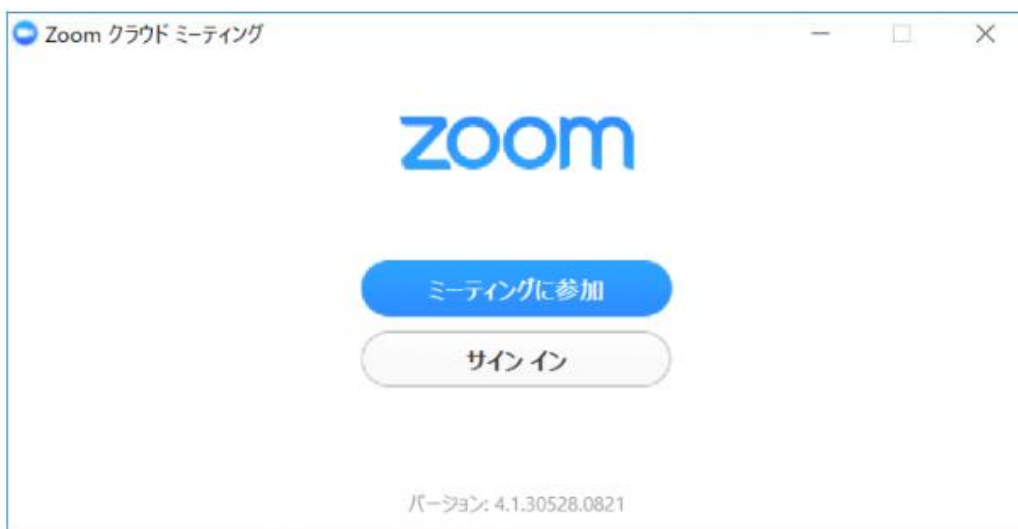 Zoom クラウド ミーティング
zoom
ミーティングに参加
サイン イン
バージョン: 4.1.30528.0821